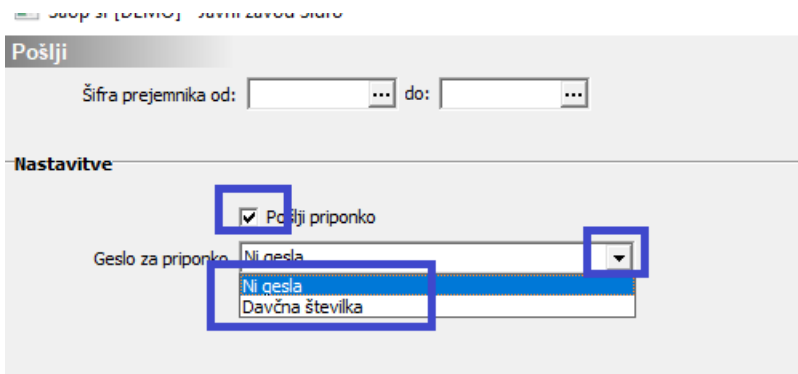 Pošlji
Šifra prejemnika od: ... do: ...
Nastavitve
Pošlji priponko
Geslo za priponko Ni gesla
Ni gesla
Davčna številka